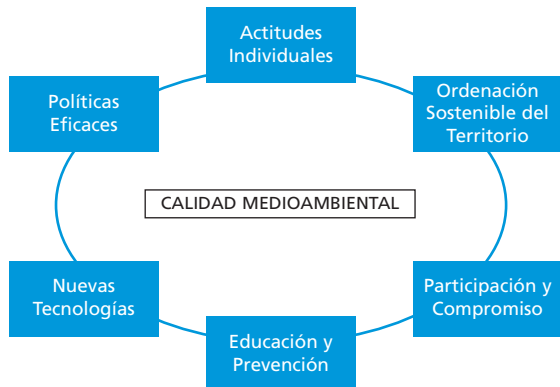 Actitudes
Individuales
Políticas
Eficaces
Ordenación
Sostenible del
Territorio
CALIDAD MEDIOAMBIENTAL
Nuevas
Tecnologías
Participación y
Compromiso
Educación y
Prevención